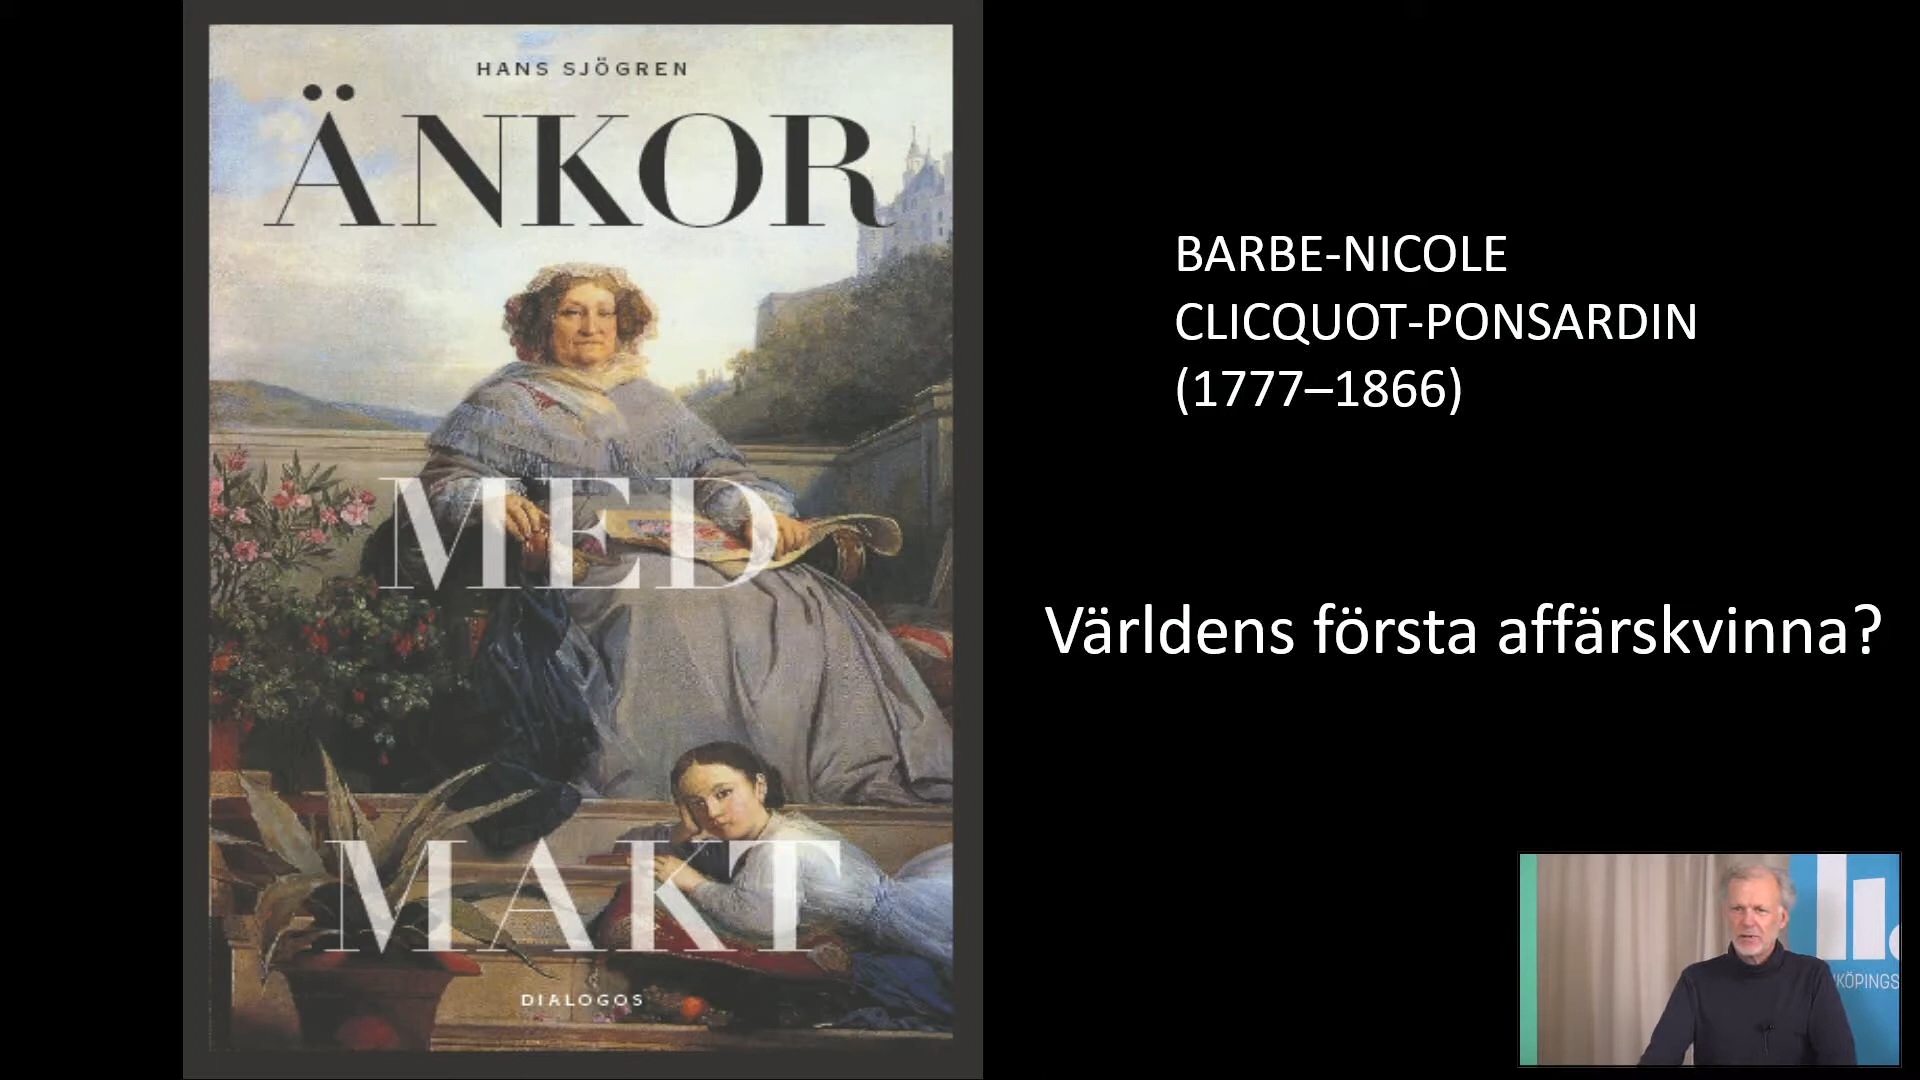 HANS SJÖGREN
ÄNKOR
MED
MAKT
DIALOGOS
BARBE-NICOLE
CLICQUOT-PONSARDIN
(1777–1866)
Världens första affärskvinna?